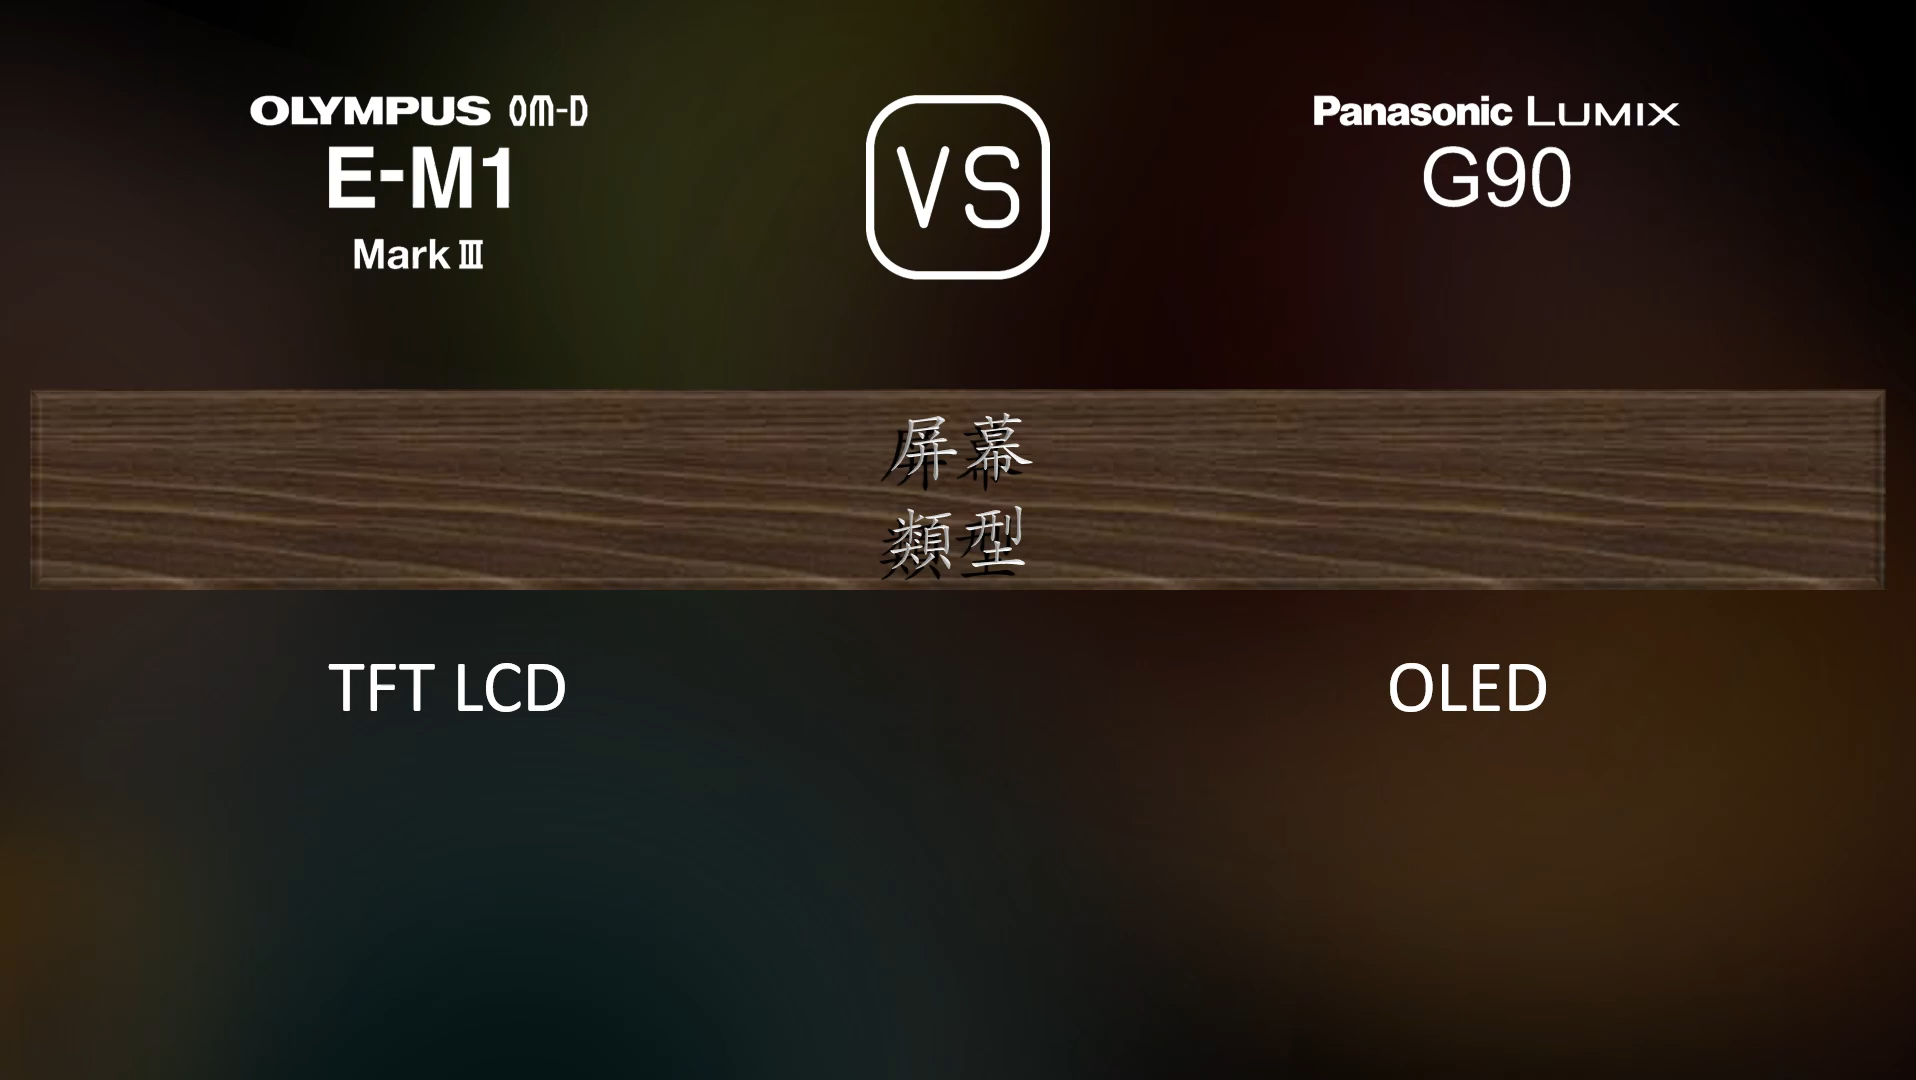 OLYMPUS OM-D
E-M1
Mark III
VS
Panasonic LUMIX
G90
屏幕
類型
TFT LCD
OLED